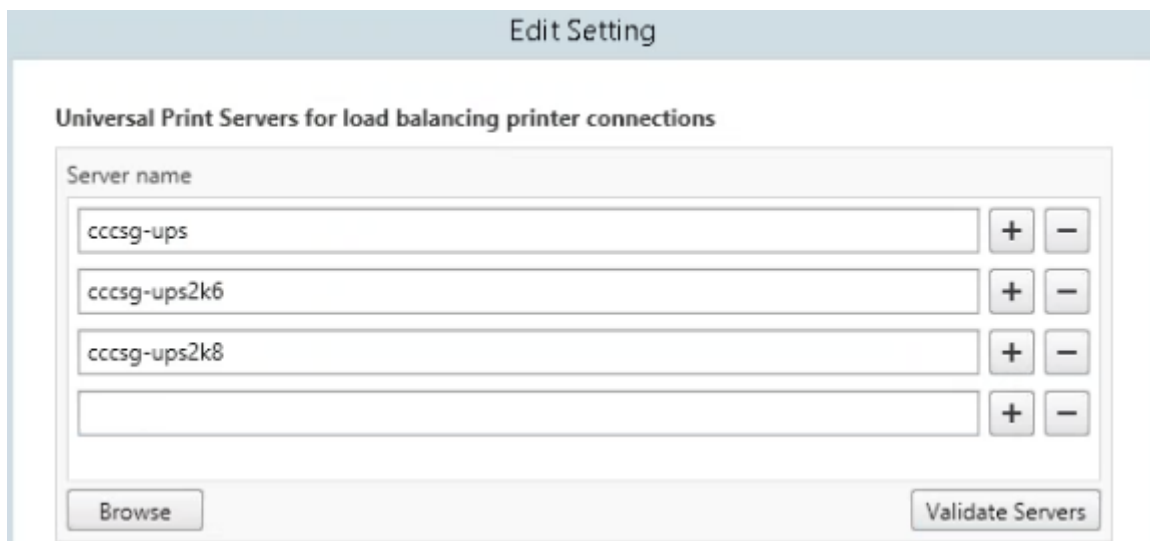 Edit Setting
Universal Print Servers for load balancing printer connections
Server name
cccsg-ups
+ −
cccsg-ups2k6
+ −
cccsg-ups2k8
+ −
+ −
Browse
Validate Servers